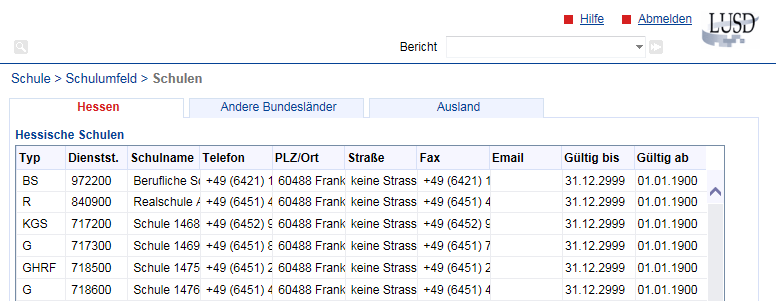 Hilfe Abmelden LUSD
Bericht
Schule > Schulumfeld > Schulen
Hessen Andere Bundesländer Ausland
Hessische Schulen
Typ Dienstst. Schulname Telefon PLZ/Ort Straße Fax Email Gültig bis Gültig ab
BS 972200 Berufliche Sc +49 (6421) 1 60488 Frank keine Strass +49 (6421) 1 31.12.2999 01.01.1900
R 840900 Realschule A +49 (6451) 4 60488 Frank keine Strass +49 (6451) 4 31.12.2999 01.01.1900
KGS 717200 Schule 1468 +49 (6452) 9 60488 Frank keine Strass +49 (6452) 9 31.12.2999 01.01.1900
G 717300 Schule 1469 +49 (6451) 8 60488 Frank keine Strass +49 (6451) 7 31.12.2999 01.01.1900
GHRF 718500 Schule 1475 +49 (6451) 2 60488 Frank keine Strass +49 (6451) 2 31.12.2999 01.01.1900
G 718600 Schule 1476 +49 (6451) 4 60488 Frank keine Strass +49 (6451) 4 31.12.2999 01.01.1900